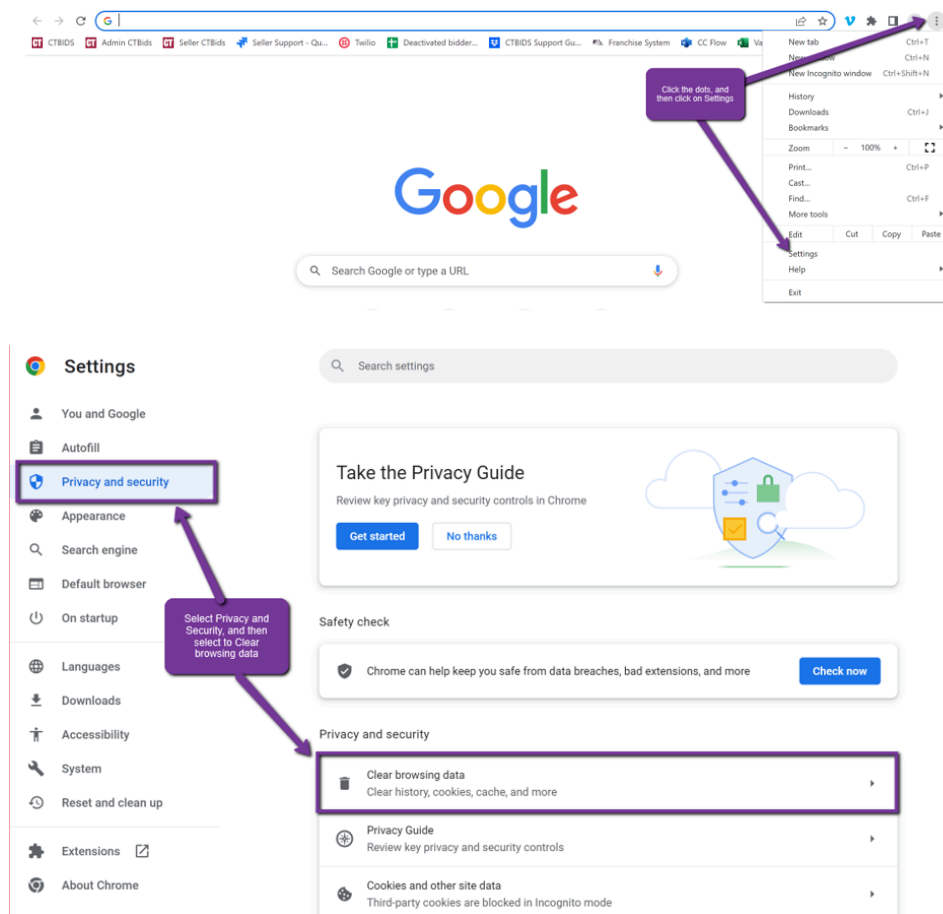 CTBIDS Admin CTBids Seller CTBids Seller Support - Qu... Twilio Deactivated bidder... CTBIDS Support Gu... Franchise System CC Flow Va
New tab Ctrl+T
New window Ctrl+N
New Incognito window Ctrl+Shift+N
Click the dots, and
then click on Settings
History
Downloads Ctrl+J
Bookmarks
Zoom - 100% +
Print... Ctrl+P
Cast...
Find... Ctrl+F
More tools
Edit Cut Copy Paste
Settings
Help
Exit
Google
Search Google or type a URL
Settings
Search settings
You and Google
Autofill
Privacy and security
Appearance
Search engine
Default browser
On startup
Languages
Downloads
Accessibility
System
Reset and clean up
Extensions
About Chrome
Select Privacy and
Security, and then
select to Clear
browsing data
Take the Privacy Guide
Review key privacy and security controls in Chrome
Get started No thanks
Safety check
Chrome can help keep you safe from data breaches, bad extensions, and more Check now
Privacy and security
Clear browsing data
Clear history, cookies, cache, and more
Privacy Guide
Review key privacy and security controls
Cookies and other site data
Third-party cookies are blocked in Incognito mode